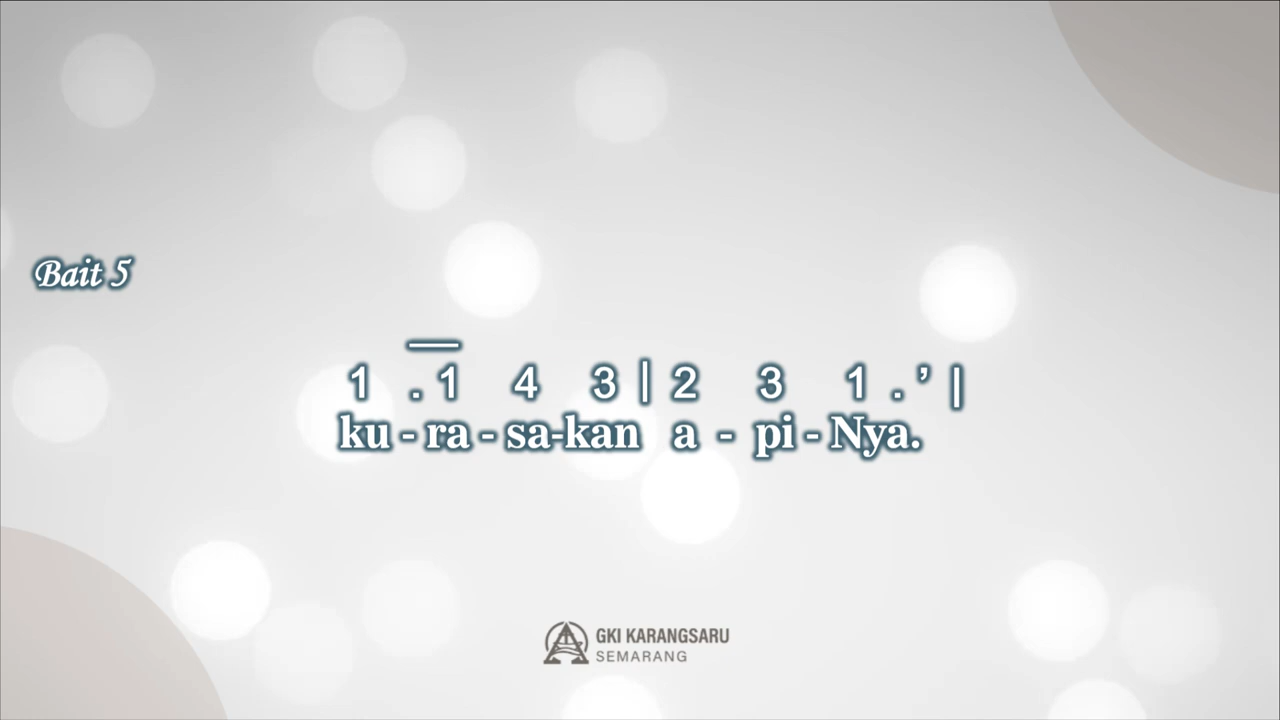 Bait 5
1 . 1 4 3 | 2 3 1 . ’ |
ku - ra - sa-kan a - pi - Nya.
GKI KARANGSARU
SEMARANG